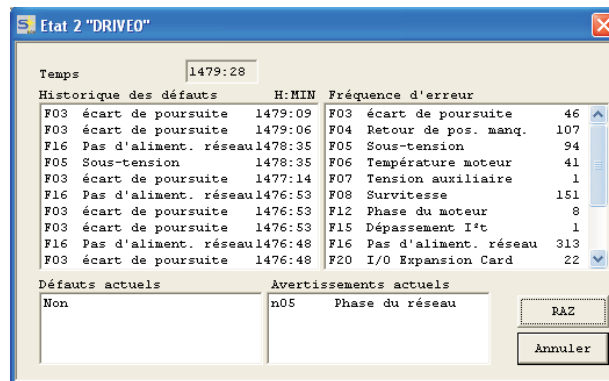 Etat 2 "DRIVE0"
Temps 1479:28
Historique des défauts H:MIN
F03 écart de poursuite 1479:09
F03 écart de poursuite 1479:06
F16 Pas d'aliment. réseau 1478:35
F05 Sous-tension 1478:35
F03 écart de poursuite 1477:14
F16 Pas d'aliment. réseau 1476:53
F03 écart de poursuite 1476:53
F03 écart de poursuite 1476:53
F16 Pas d'aliment. réseau 1476:48
F03 écart de poursuite 1476:48
Fréquence d'erreur
F03 écart de poursuite 46
F04 Retour de pos. manq. 107
F05 Sous-tension 94
F06 Température moteur 41
F07 Tension auxiliaire 1
F08 Survitesse 151
F12 Phase du moteur 8
F15 Dépassement I²t 1
F16 Pas d'aliment. réseau 313
F20 I/O Expansion Card 22
Défauts actuels
Non
Avertissements actuels
n05 Phase du réseau
RAZ
Annuler